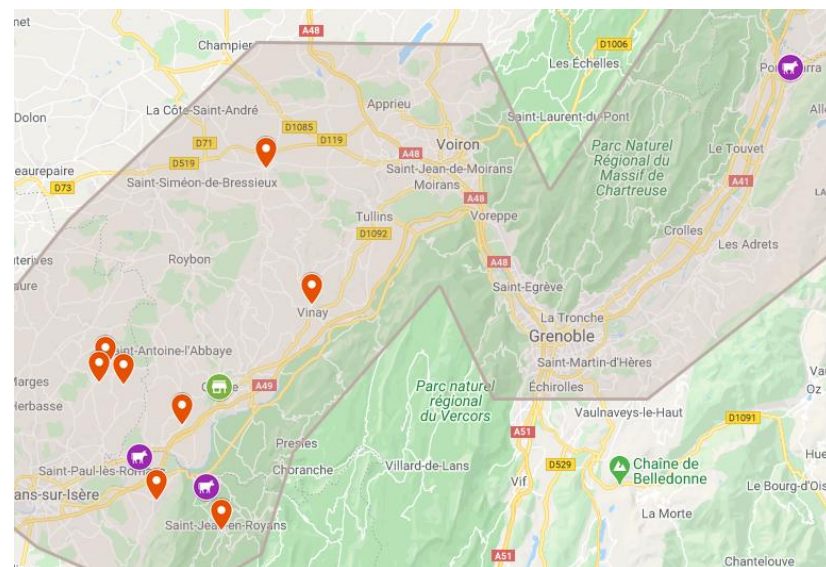 net
A48
Champier
D1006
Les Échelles
Dolon
La Côte-Saint-André
Apprieu
D1085
Saint-Laurent-du-Pont
D71
D119
Voiron
Parc Naturel
Régional du
Massif de
Chartreuse
Le Touvet
eaurepaire
D519
A48
Saint-Jean-de-Moirans
Moirans
D73
Saint-Siméon-de-Bressieux
A41
A48
Tullins
Voreppe
D1092
Crolles
Les Adrets
uterives
Roybon
A48
Saint-Egrève
Vinay
La Tronche
Grenoble
Saint-Antoine-l'Abbaye
Saint-Martin-d'Hères
Marges
A49
Parc naturel
régional
du Vercors
Échirolles
Herbasse
Vaulnaveys-le-Haut
Oz
D1091
A51
Presles
Saint-Paul-lès-Romans
Choranche
Villard-de-Lans
D529
Chaîne de
Belledonne
ans-sur-Isère
Vif
Le Bourg-d'Ois
La Morte
Saint-Jean-en-Royans
A51
Chantelouve